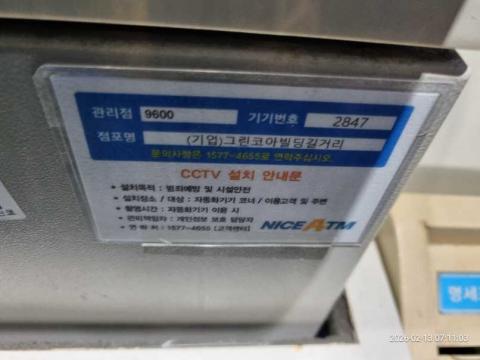 관리점 9600 기기번호 2847
점포명 (기업)그린코아빌딩길거리
문의사항은 1577-4655로 연락주십시오.
CCTV 설치 안내문
• 설치목적 : 범죄예방 및 시설안전
• 설치장소 / 대상 : 자동화기기 코너 / 이용고객 및 주변
• 촬영시간 : 자동화기기 이용 시
• 관리책임자 : 개인정보 보호 담당자
• 연 락 처 : 1577-4655 [고객센터]
NICE ATM
명세
2026-02-13 07:11:03